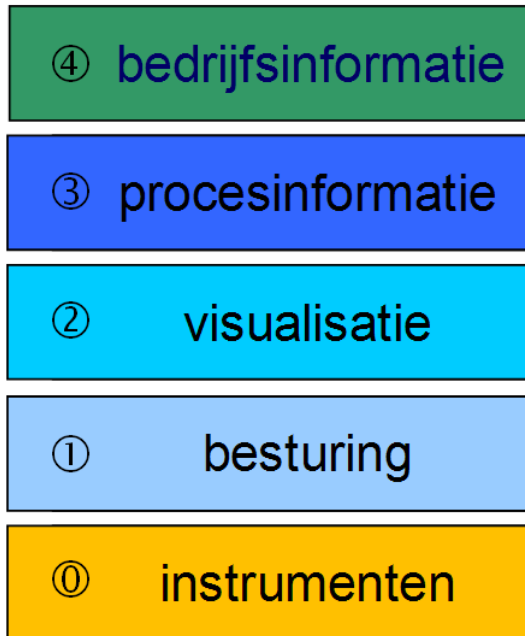 ④ bedrijfsinformatie
③ procesinformatie
② visualisatie
① besturing
⓪ instrumenten